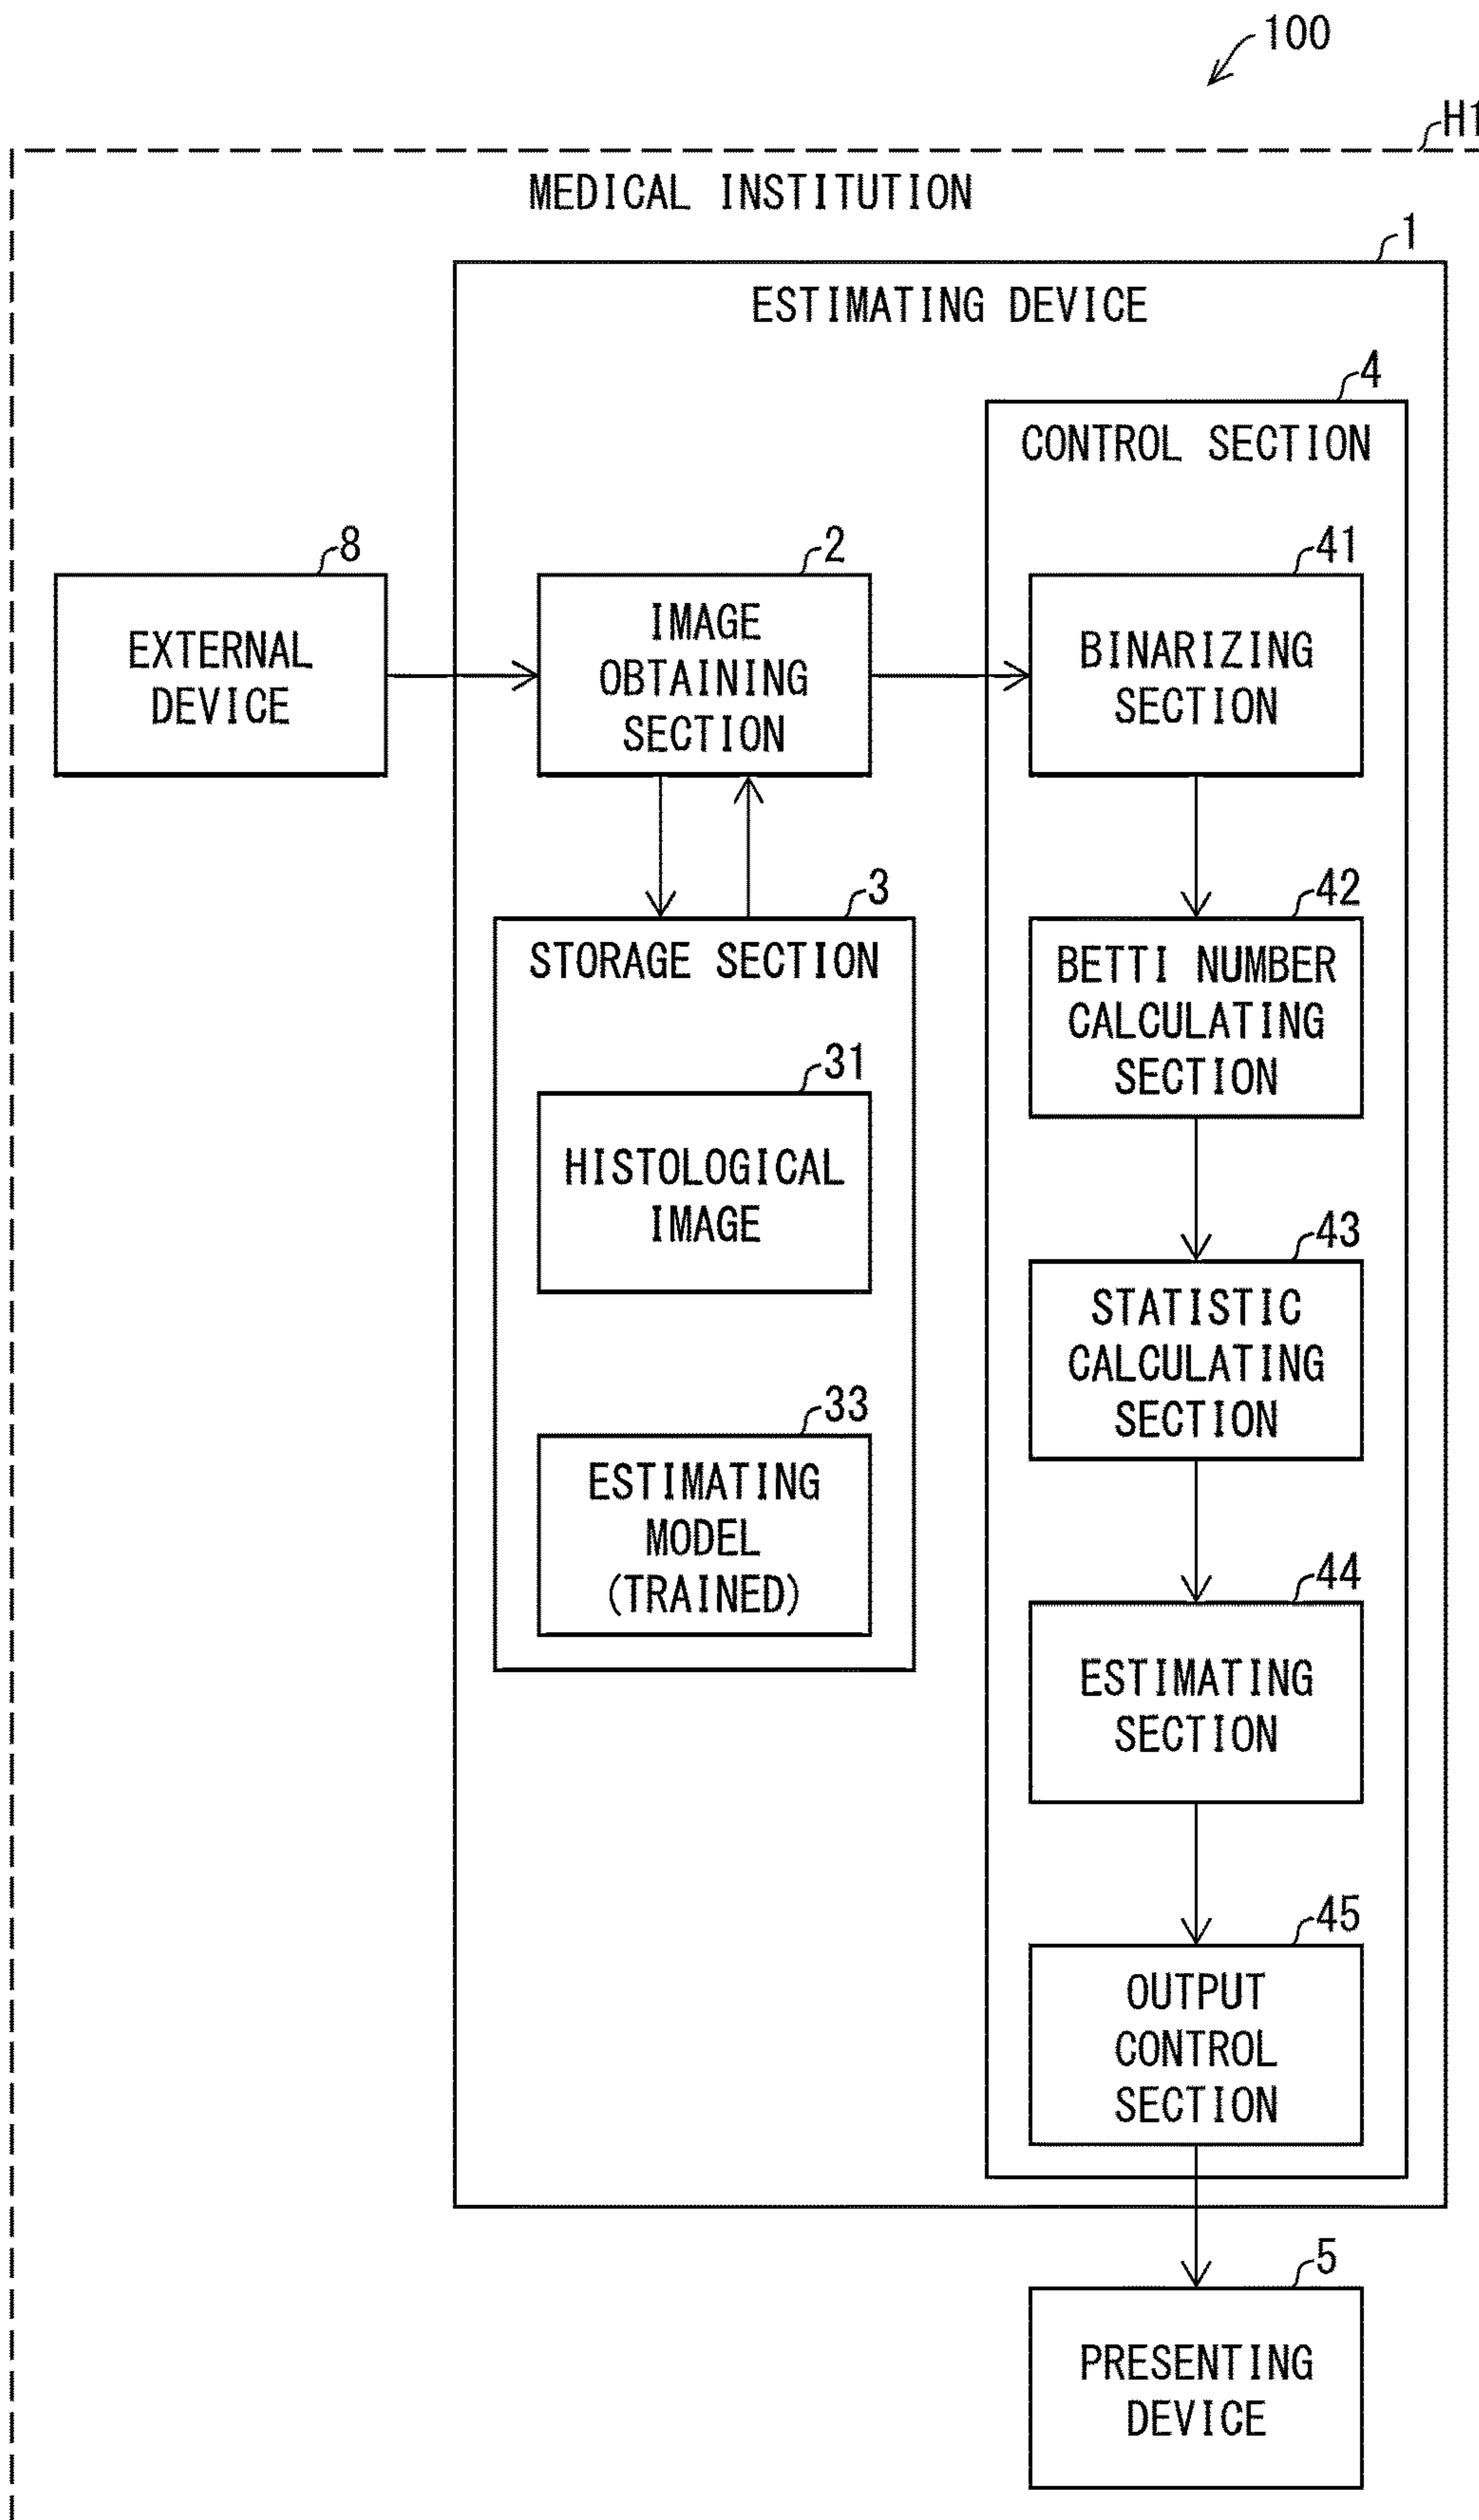 100
H1
MEDICAL INSTITUTION
1
ESTIMATING DEVICE
4
CONTROL SECTION
8
EXTERNAL
DEVICE
2
IMAGE
OBTAINING
SECTION
41
BINARIZING
SECTION
3
STORAGE SECTION
31
HISTOLOGICAL
IMAGE
33
ESTIMATING
MODEL
(TRAINED)
42
BETTI NUMBER
CALCULATING
SECTION
43
STATISTIC
CALCULATING
SECTION
44
ESTIMATING
SECTION
45
OUTPUT
CONTROL
SECTION
5
PRESENTING
DEVICE